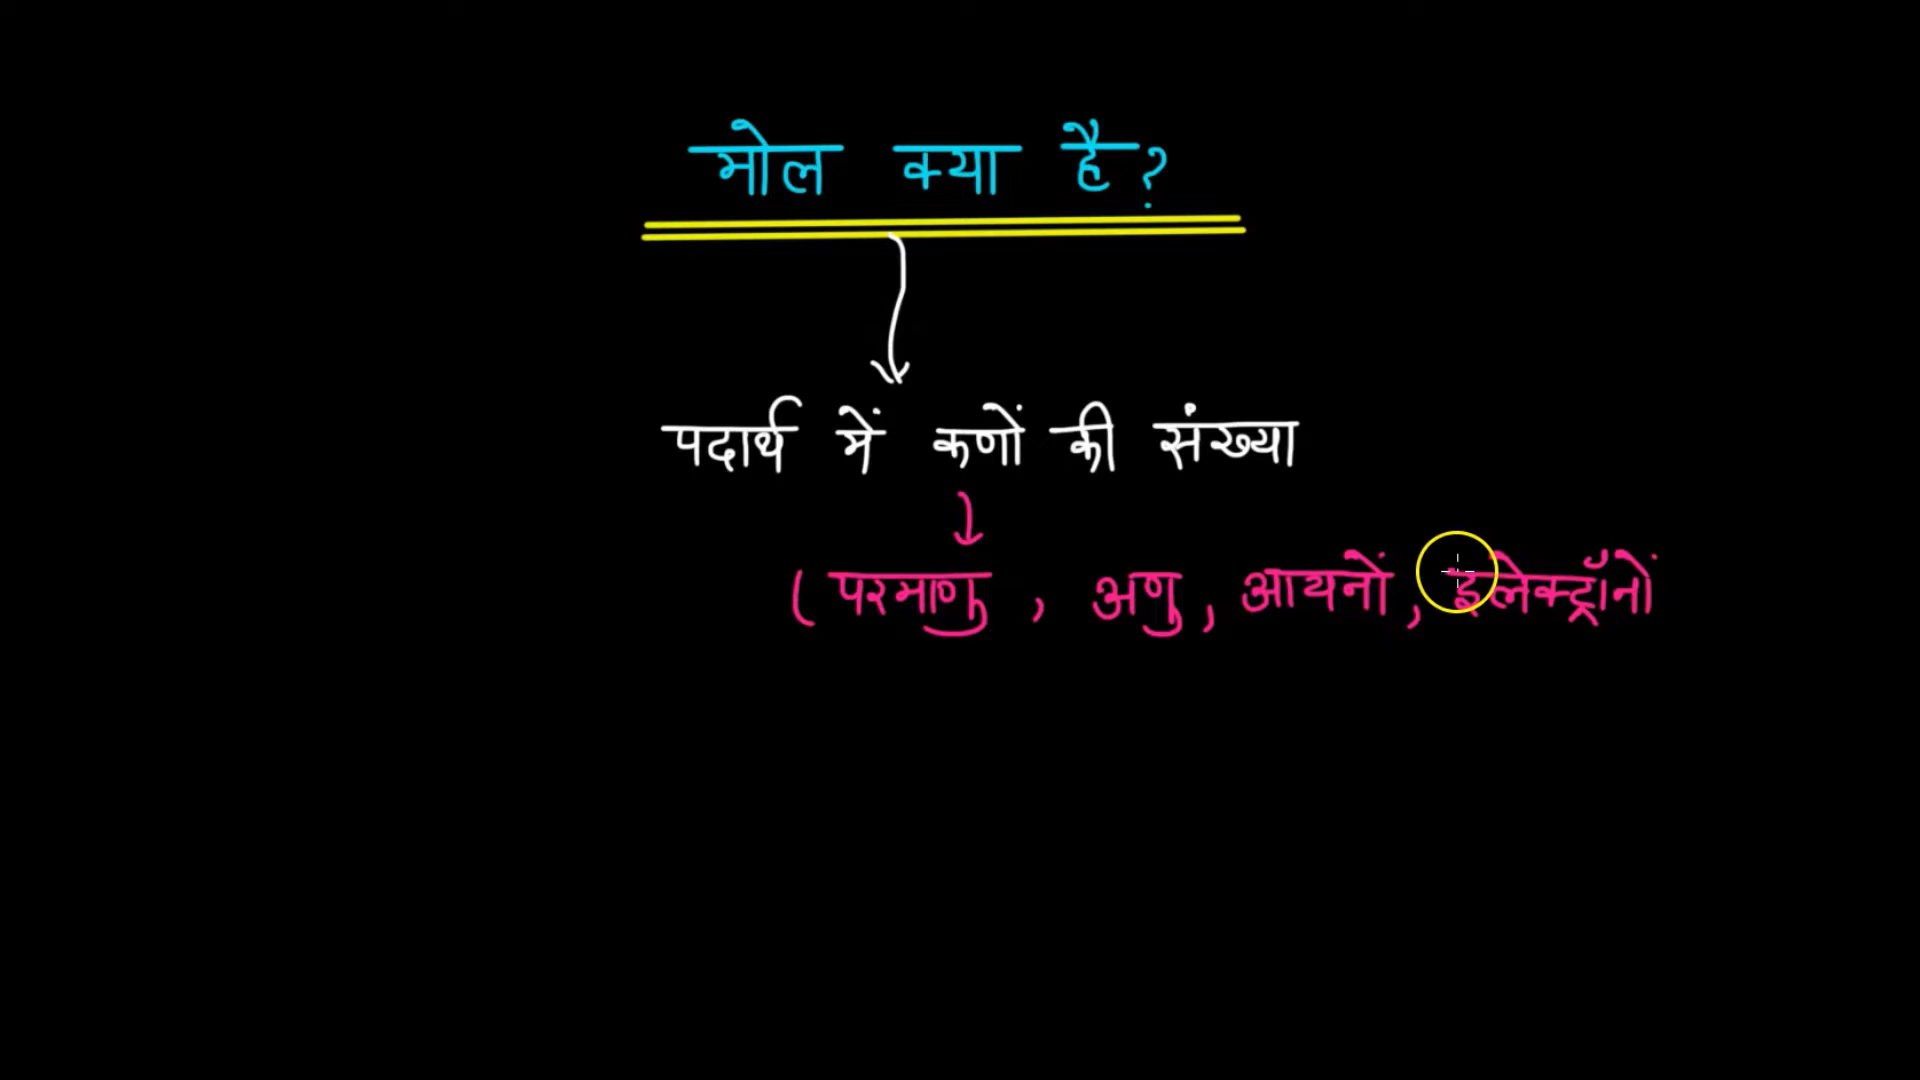 मोल क्या है?
पदार्थ में कणों की संख्या
(परमाणु, अणु, आयनों, इलेक्ट्रॉनों